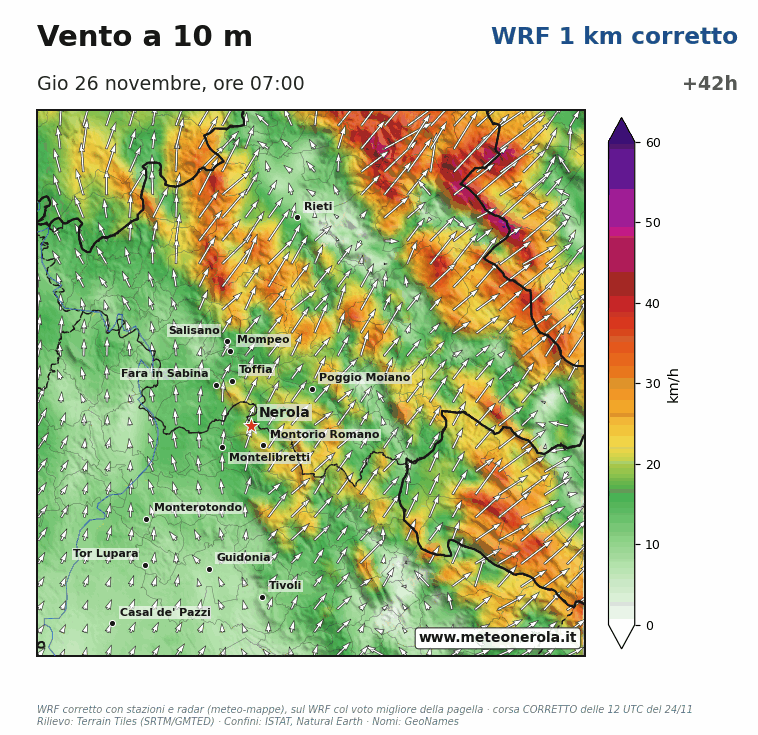 Vento a 10 m
WRF 1 km corretto
Gio 26 novembre, ore 07:00
+42h
Rieti
Salisano
Mompeo
Fara in Sabina
Toffia
Poggio Moiano
Nerola
Montorio Romano
Montelibretti
Monterotondo
Tor Lupara
Guidonia
Tivoli
Casal de' Pazzi
www.meteonerola.it
60
50
40
30
20
10
0
km/h
WRF corretto con stazioni e radar (meteo-mappe), sul WRF col voto migliore della pagella · corsa CORRETTO delle 12 UTC del 24/11
Rilievo: Terrain Tiles (SRTM/GMTED) · Confini: ISTAT, Natural Earth · Nomi: GeoNames